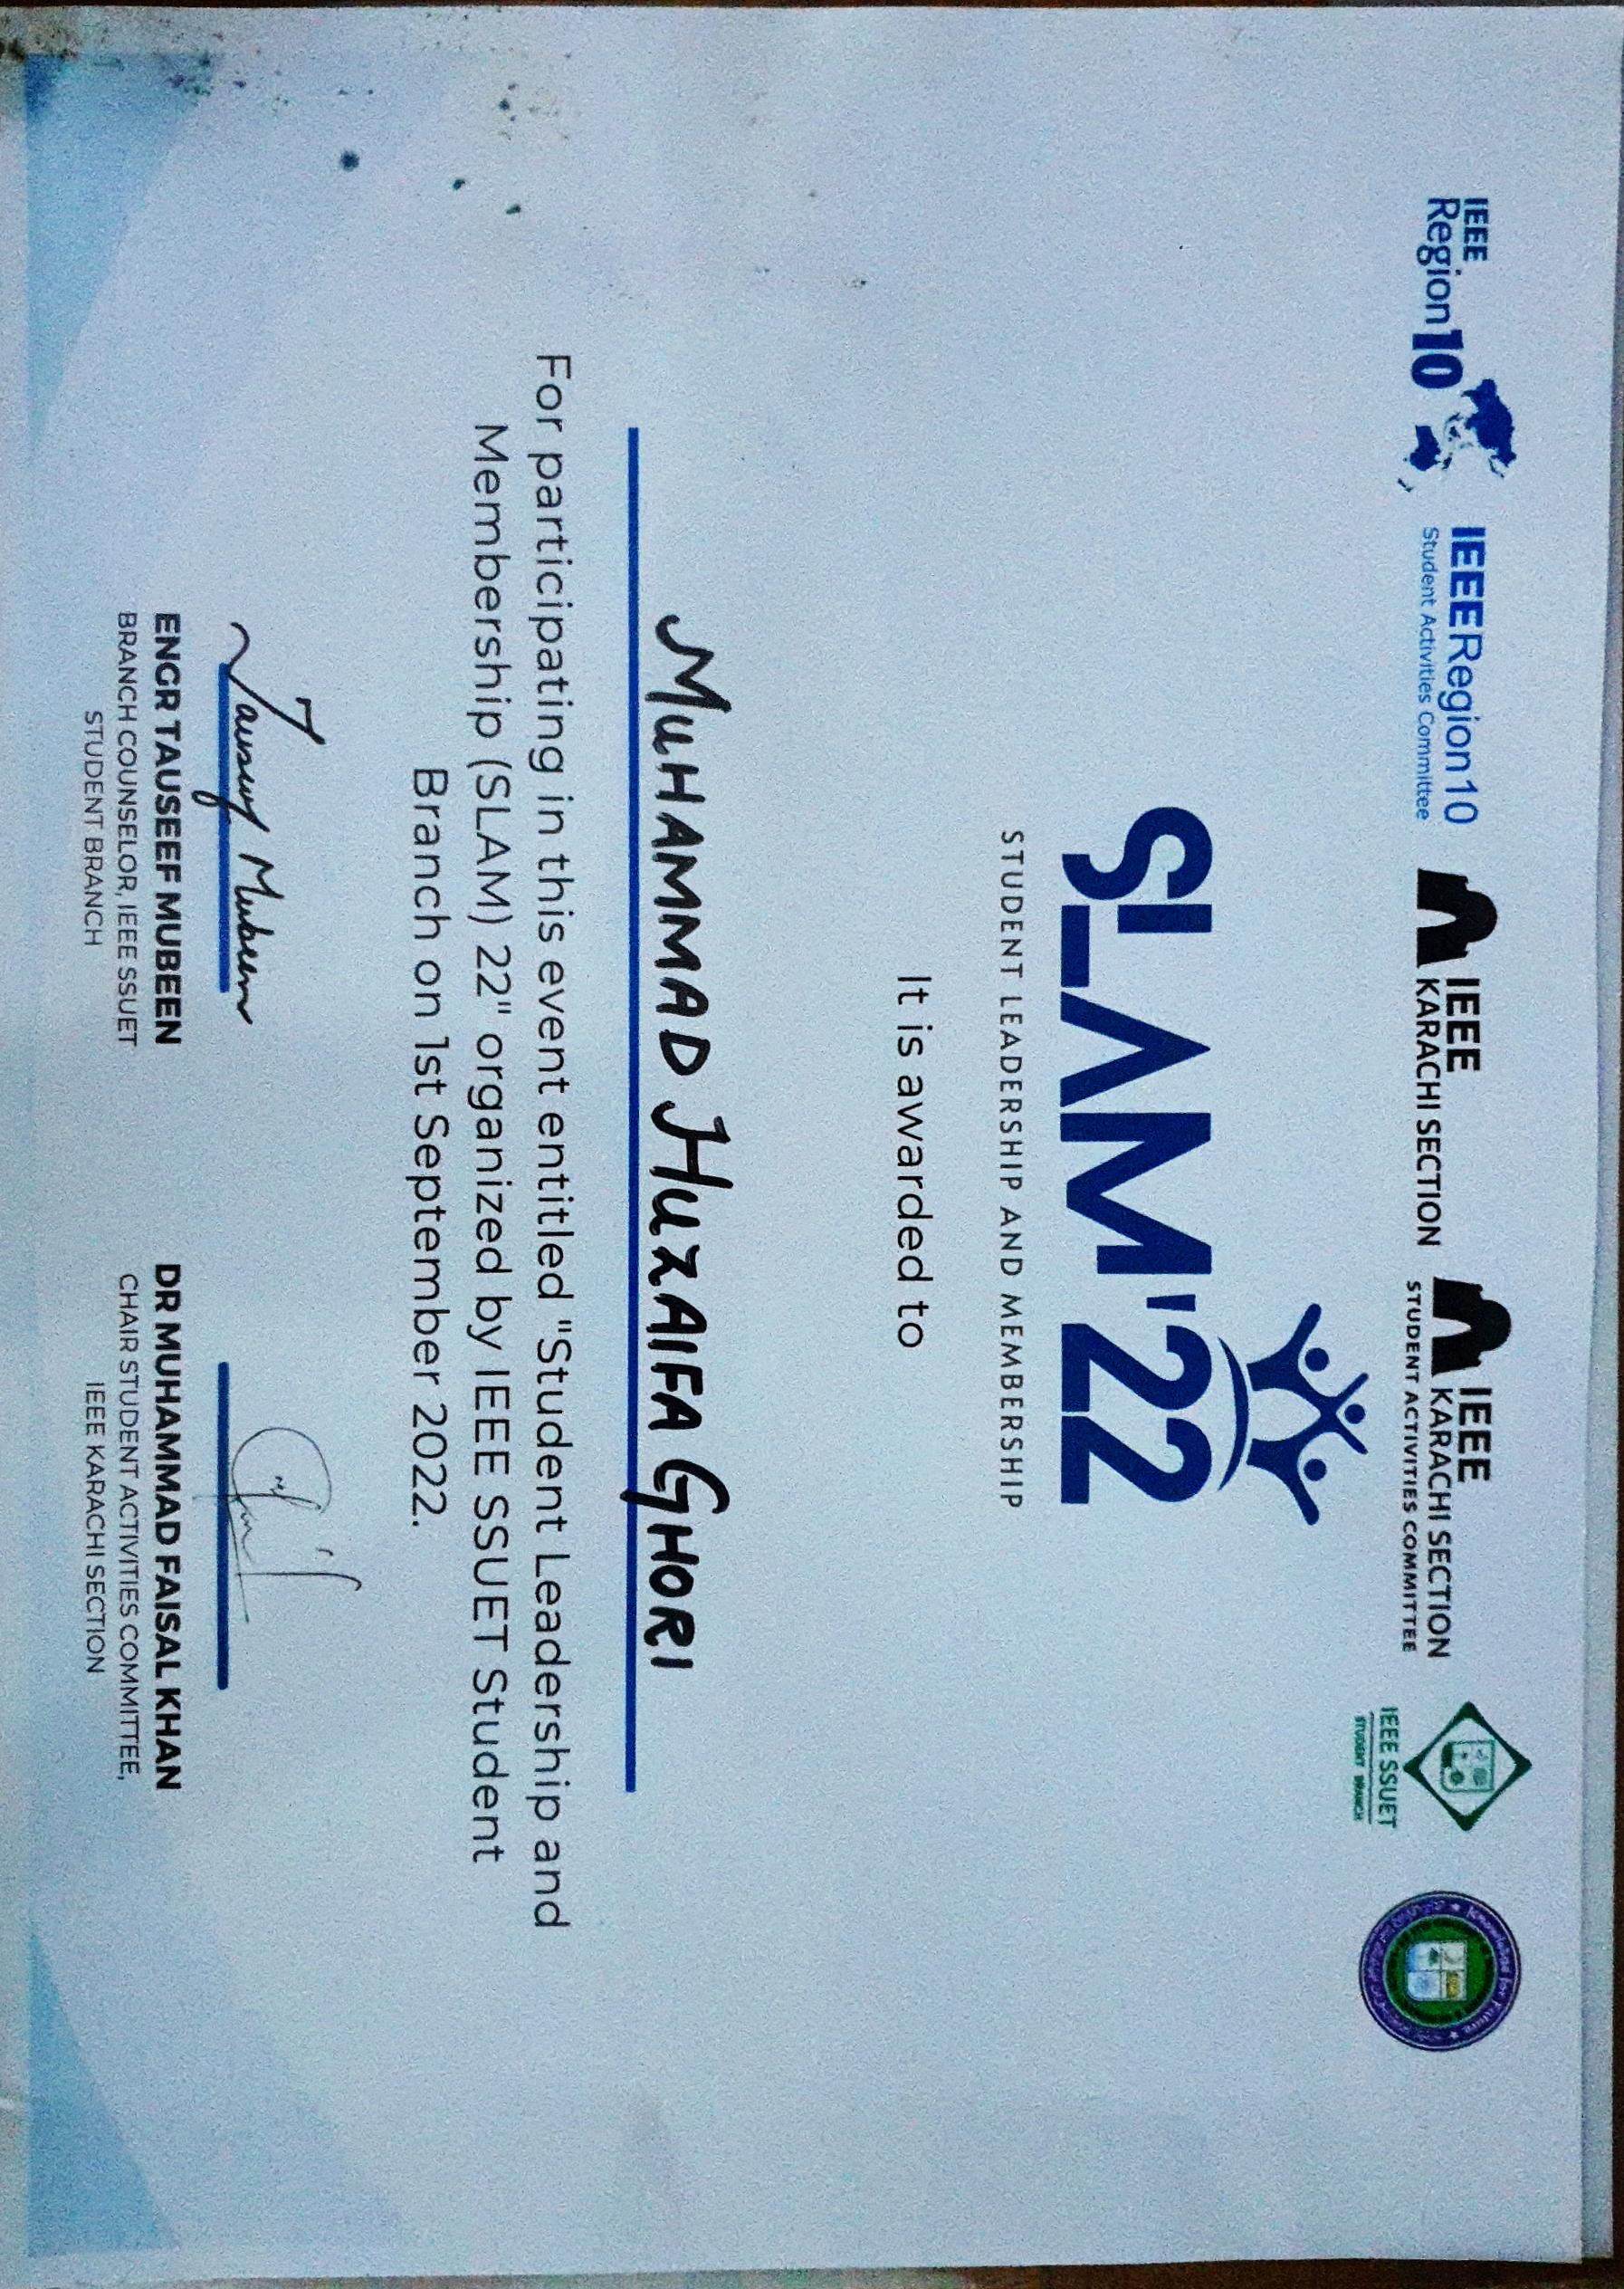 IEEE
Region 10
IEEE Region 10
Student Activities Committee
IEEE
KARACHI SECTION
IEEE
KARACHI SECTION
STUDENT ACTIVITIES COMMITTEE
IEEE SSUET
STUDENT BRANCH
Knowledge for Future
SLAM'22
STUDENT LEADERSHIP AND MEMBERSHIP
It is awarded to
MUHAMMAD HUZAIFA GHORI
For participating in this event entitled "Student Leadership and
Membership (SLAM) 22" organized by IEEE SSUET Student
Branch on 1st September 2022.
Tauseef Mubeen
ENGR TAUSEEF MUBEEN
BRANCH COUNSELOR, IEEE SSUET
STUDENT BRANCH
DR MUHAMMAD FAISAL KHAN
CHAIR STUDENT ACTIVITIES COMMITTEE,
IEEE KARACHI SECTION